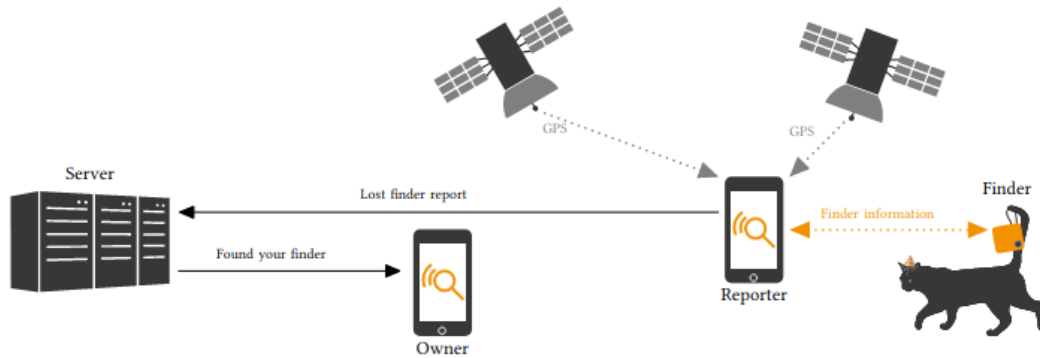 GPS
GPS
Server
Lost finder report
Finder information
Finder
Found your finder
Reporter
Owner